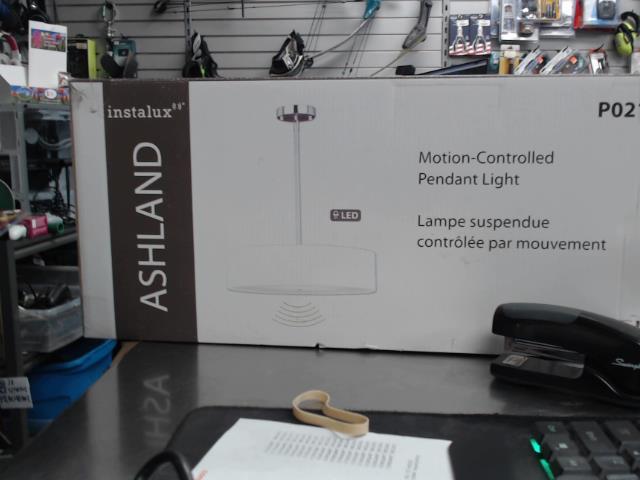 instalux
ASHLAND
LED
P02
Motion-Controlled
Pendant Light
Lampe suspendue
contrôlée par mouvement